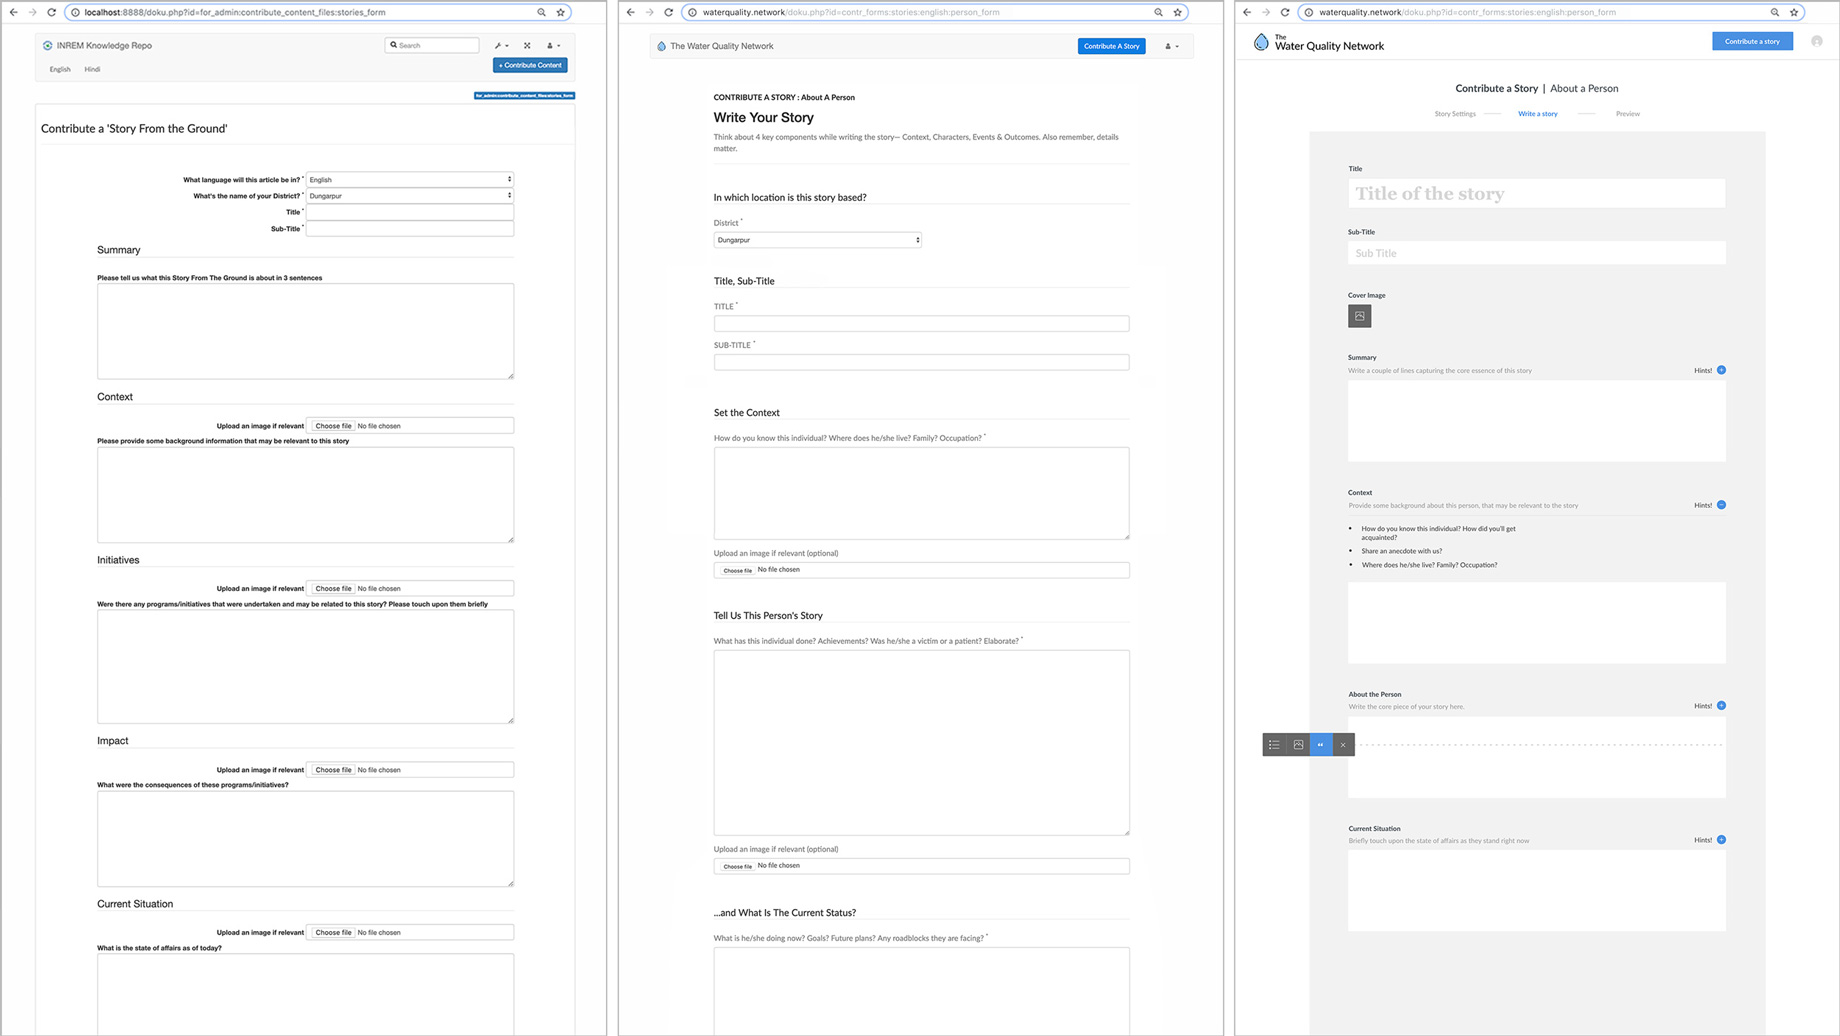 localhost:8888/doku.php?id=for_admin:contribute_content_files:stories_form
INREM Knowledge Repo
Search
English
Hindi
+ Contribute Content
for_admin:contribute_content_files:stories_form
Contribute a 'Story From the Ground'
What language will this article be in? *
English
What's the name of your District? *
Dungarpur
Title *
Sub-Title *
Summary
Please tell us what this Story From The Ground is about in 3 sentences
Context
Upload an image if relevant
Choose file No file chosen
Please provide some background information that may be relevant to this story
Initiatives
Upload an image if relevant
Choose file No file chosen
Were there any programs/initiatives that were undertaken and may be related to this story? Please touch upon them briefly
Impact
Upload an image if relevant
Choose file No file chosen
What were the consequences of these programs/initiatives?
Current Situation
Upload an image if relevant
Choose file No file chosen
What is the state of affairs as of today?
waterquality.network/doku.php?id=contr_forms:stories:english:person_form
The Water Quality Network
Contribute A Story
CONTRIBUTE A STORY : About A Person
Write Your Story
Think about 4 key components while writing the story— Context, Characters, Events & Outcomes. Also remember, details
matter.
In which location is this story based?
District *
Dungarpur
Title, Sub-Title
TITLE *
SUB-TITLE *
Set the Context
How do you know this individual? Where does he/she live? Family? Occupation? *
Upload an image if relevant (optional)
Choose file No file chosen
Tell Us This Person's Story
What has this individual done? Achievements? Was he/she a victim or a patient? Elaborate? *
Upload an image if relevant (optional)
Choose file No file chosen
...and What Is The Current Status?
What is he/she doing now? Goals? Future plans? Any roadblocks they are facing? *
waterquality.network/doku.php?id=contr_forms:stories:english:person_form
The
Water Quality Network
Contribute a story
Contribute a Story | About a Person
Story Settings
Write a story
Preview
Title
Title of the story
Sub-Title
Sub Title
Cover Image
Summary
Write a couple of lines capturing the core essence of this story
Hints!
Context
Provide some background about this person, that may be relevant to the story
Hints!
• How do you know this individual? How did you'll get
acquainted?
• Share an anecdote with us?
• Where does he/she live? Family? Occupation?
About the Person
Write the core piece of your story here.
Hints!
Current Situation
Briefly touch upon the state of affairs as they stand right now
Hints!